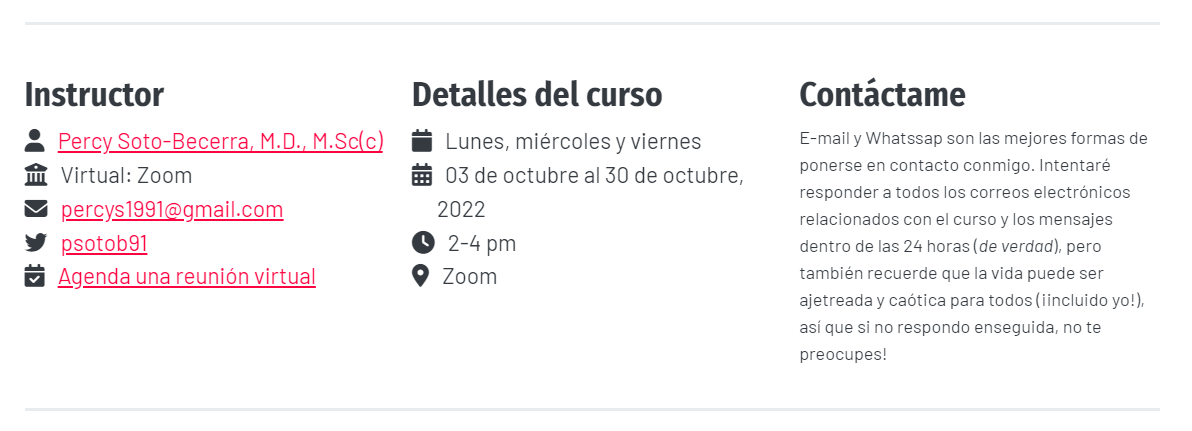 Instructor
Percy Soto-Becerra, M.D., M.Sc(c)
Virtual: Zoom
percys1991@gmail.com
psotob91
Agenda una reunión virtual
Detalles del curso
Lunes, miércoles y viernes
03 de octubre al 30 de octubre,
2022
2-4 pm
Zoom
Contáctame
E-mail y Whatssap son las mejores formas de
ponerse en contacto conmigo. Intentaré
responder a todos los correos electrónicos
relacionados con el curso y los mensajes
dentro de las 24 horas (de verdad), pero
también recuerde que la vida puede ser
ajetreada y caótica para todos (¡incluido yo!),
así que si no respondo enseguida, no te
preocupes!